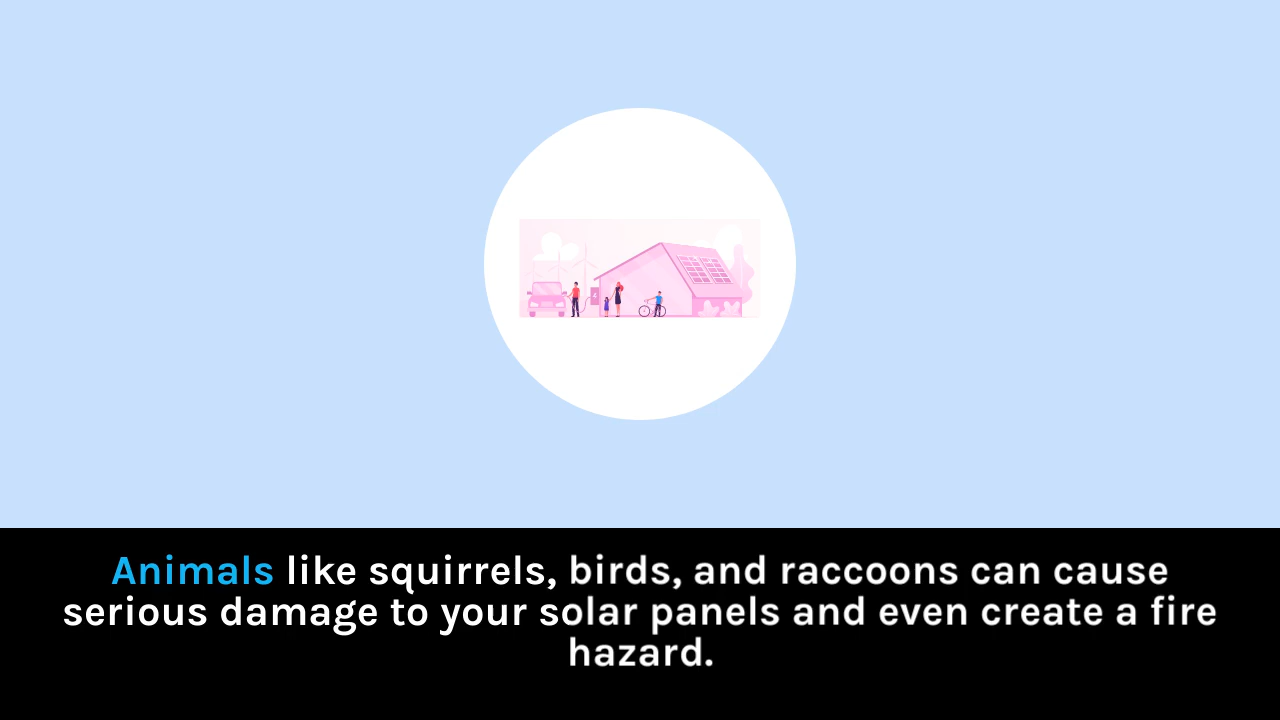 Animals like squirrels, birds, and raccoons can cause
serious damage to your solar panels and even create a fire
hazard.